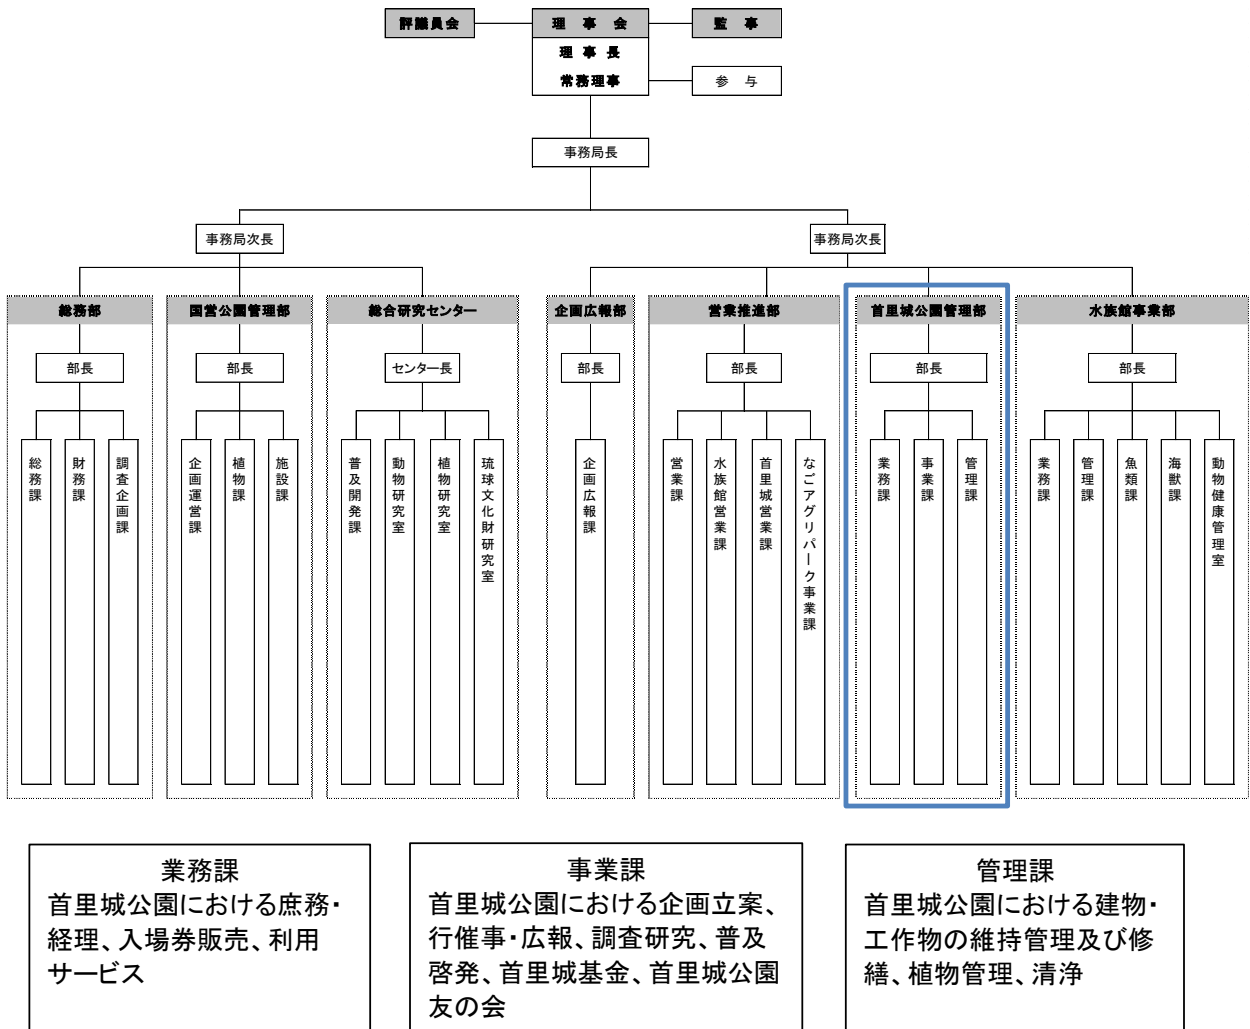 評議員会
理 事 会
監 事
理 事 長
常務理事
参 与
事務局長
事務局次長
事務局次長
総務部
国営公園管理部
総合研究センター
企画広報部
営業推進部
首里城公園管理部
水族館事業部
部長
部長
センター長
部長
部長
部長
部長
総務課
財務課
調査企画課
企画運営課
植物課
施設課
普及開発課
動物研究室
植物研究室
琉球文化財研究室
企画広報課
営業課
水族館営業課
首里城営業課
なごアグリパーク事業課
業務課
事業課
管理課
業務課
管理課
魚類課
海獣課
動物健康管理室
業務課
首里城公園における庶務・
経理、入場券販売、利用
サービス
事業課
首里城公園における企画立案、
行催事・広報、調査研究、普及
啓発、首里城基金、首里城公園
友の会
管理課
首里城公園における建物・
工作物の維持管理及び修
繕、植物管理、清浄